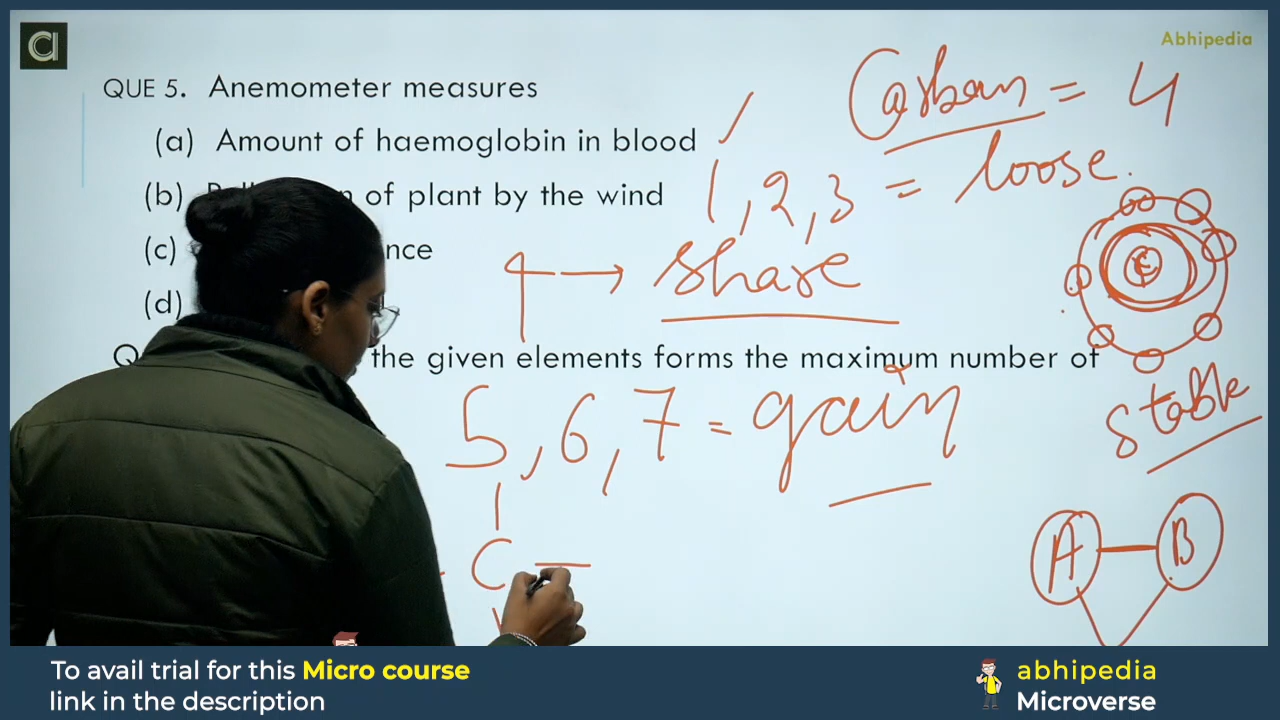 Abhipedia
QUE 5. Anemometer measures
(a) Amount of haemoglobin in blood
(b) of plant by the wind
(c)
(d)
the given elements forms the maximum number of
Carbon = 4
1, 2, 3 = loose.
4 → share
5, 6, 7 = gain
stable
C
A B
To avail trial for this Micro course
link in the description
abhipedia
Microverse